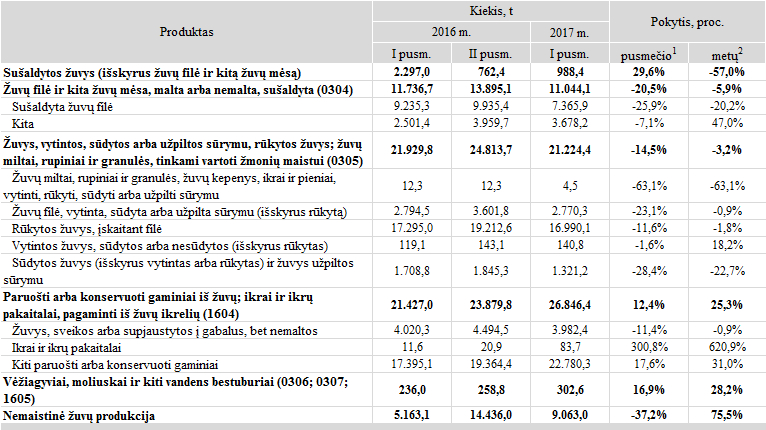 Produktas Kiekis, t Pokytis, proc.
2016 m. 2017 m.
I pusm. II pusm. I pusm. pusmečio1 metų2
Sušaldytos žuvys (išskyrus žuvų filė ir kitą žuvų mėsą) 2.297,0 762,4 988,4 29,6% -57,0%
Žuvų filė ir kita žuvų mėsa, malta arba nemalta, sušaldyta (0304) 11.736,7 13.895,1 11.044,1 -20,5% -5,9%
Sušaldyta žuvų filė 9.235,3 9.935,4 7.365,9 -25,9% -20,2%
Kita 2.501,4 3.959,7 3.678,2 -7,1% 47,0%
Žuvys, vytintos, sūdytos arba užpiltos sūrymu, rūkytos žuvys; žuvų
miltai, rupiniai ir granulės, tinkami vartoti žmonių maistui (0305) 21.929,8 24.813,7 21.224,4 -14,5% -3,2%
Žuvų miltai, rupiniai ir granulės, žuvų kepenys, ikrai ir pieniai,
vytinti, rūkyti, sūdyti arba užpilti sūrymu 12,3 12,3 4,5 -63,1% -63,1%
Žuvų filė, vytinta, sūdyta arba užpilta sūrymu (išskyrus rūkytą) 2.794,5 3.601,8 2.770,3 -23,1% -0,9%
Rūkytos žuvys, įskaitant filė 17.295,0 19.212,6 16.990,1 -11,6% -1,8%
Vytintos žuvys, sūdytos arba nesūdytos (išskyrus rūkytas) 119,1 143,1 140,8 -1,6% 18,2%
Sūdytos žuvys (išskyrus vytintas arba rūkytas) ir žuvys užpiltos
sūrymu 1.708,8 1.845,3 1.321,2 -28,4% -22,7%
Paruošti arba konservuoti gaminiai iš žuvų; ikrai ir ikrų
pakaitalai, pagaminti iš žuvų ikrelių (1604) 21.427,0 23.879,8 26.846,4 12,4% 25,3%
Žuvys, sveikos arba supjaustytos į gabalus, bet nemaltos 4.020,3 4.494,5 3.982,4 -11,4% -0,9%
Ikrai ir ikrų pakaitalai 11,6 20,9 83,7 300,8% 620,9%
Kiti paruošti arba konservuoti gaminiai 17.395,1 19.364,4 22.780,3 17,6% 31,0%
Vėžiagyviai, moliuskai ir kiti vandens bestuburiai (0306; 0307;
1605) 236,0 258,8 302,6 16,9% 28,2%
Nemaistinė žuvų produkcija 5.163,1 14.436,0 9.063,0 -37,2% 75,5%